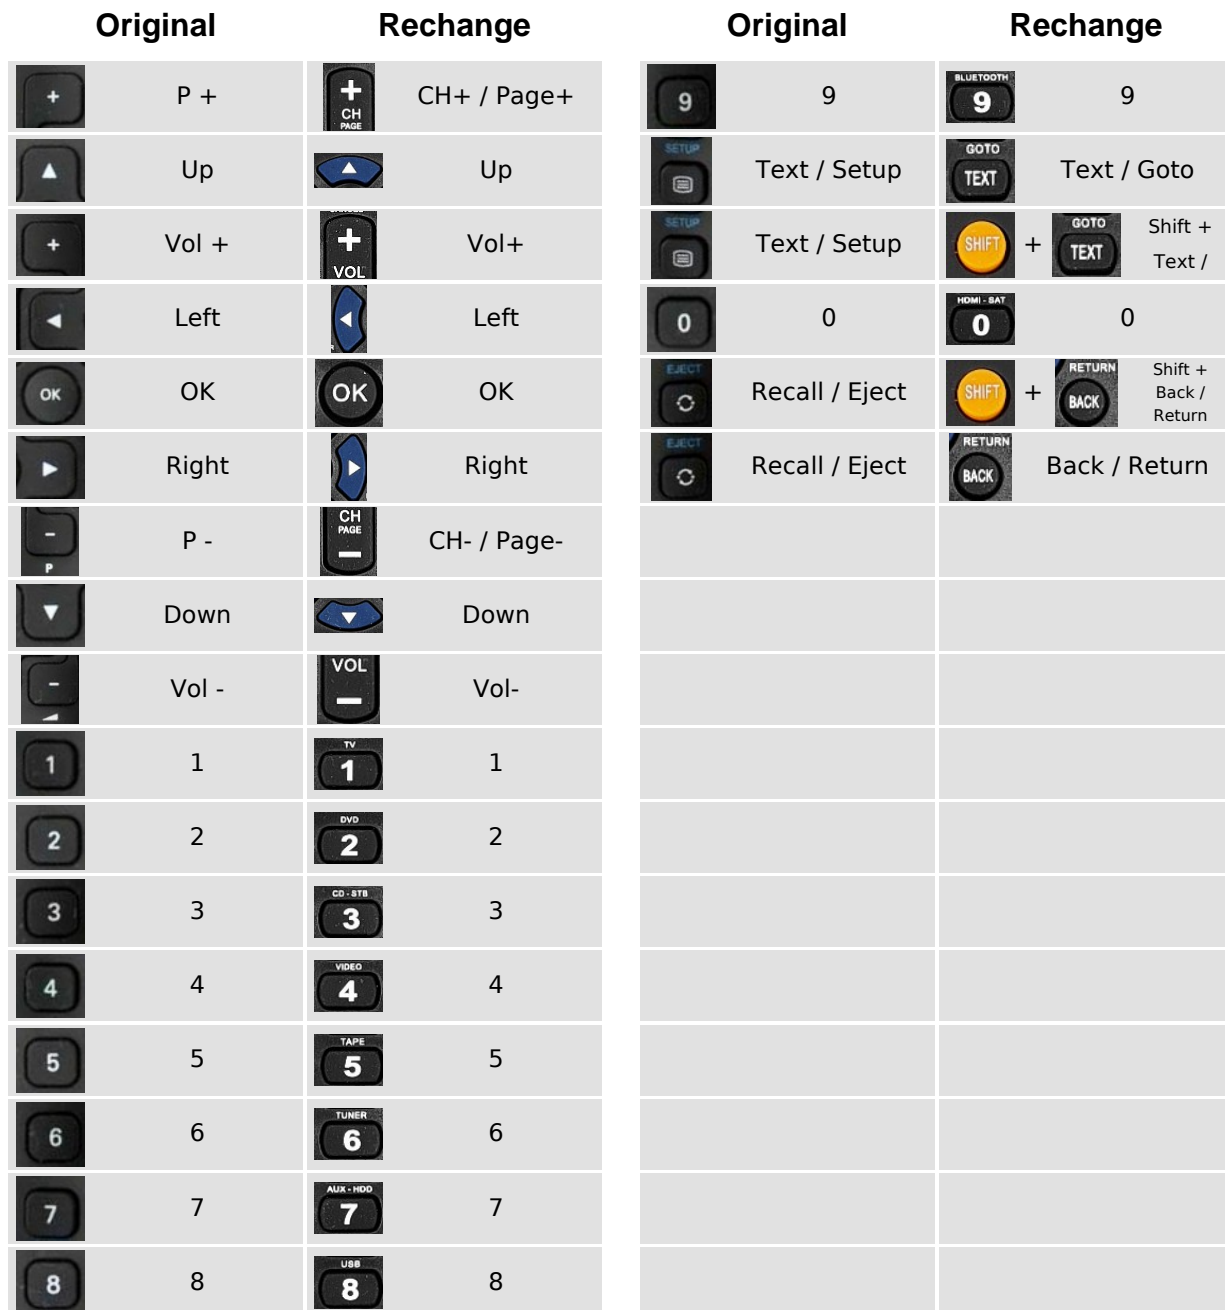 Original Rechange
+ P + + CH PAGE CH+ / Page+
Up Up
+ Vol + + VOL Vol+
Left Left
OK OK OK OK
Right Right
- P P - CH PAGE - CH- / Page-
Down Down
- Vol - VOL - Vol-
1 1 TV 1 1
2 2 DVD 2 2
3 3 CD - STB 3 3
4 4 VIDEO 4 4
5 5 TAPE 5 5
6 6 TUNER 6 6
7 7 AUX - HDD 7 7
8 8 USB 8 8
Original Rechange
9 9 BLUETOOTH 9 9
SETUP Text / Setup GOTO TEXT Text / Goto
SETUP Text / Setup SHIFT + GOTO TEXT Shift +
Text /
0 0 HDMI - SAT 0 0
EJECT Recall / Eject SHIFT + RETURN BACK Shift +
Back /
Return
EJECT Recall / Eject RETURN BACK Back / Return